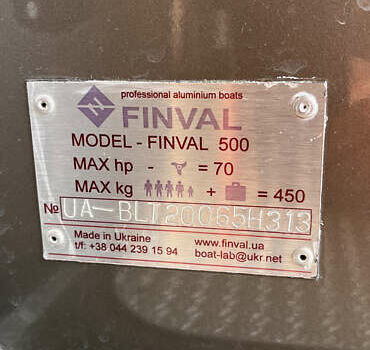 professional aluminium boats
FINVAL
MODEL - FINVAL 500
MAX hp - = 70
MAX kg + = 450
№ UA-BLT20065H313
Made in Ukraine
t/f: +38 044 239 15 94
www.finval.ua
boat-lab@ukr.net